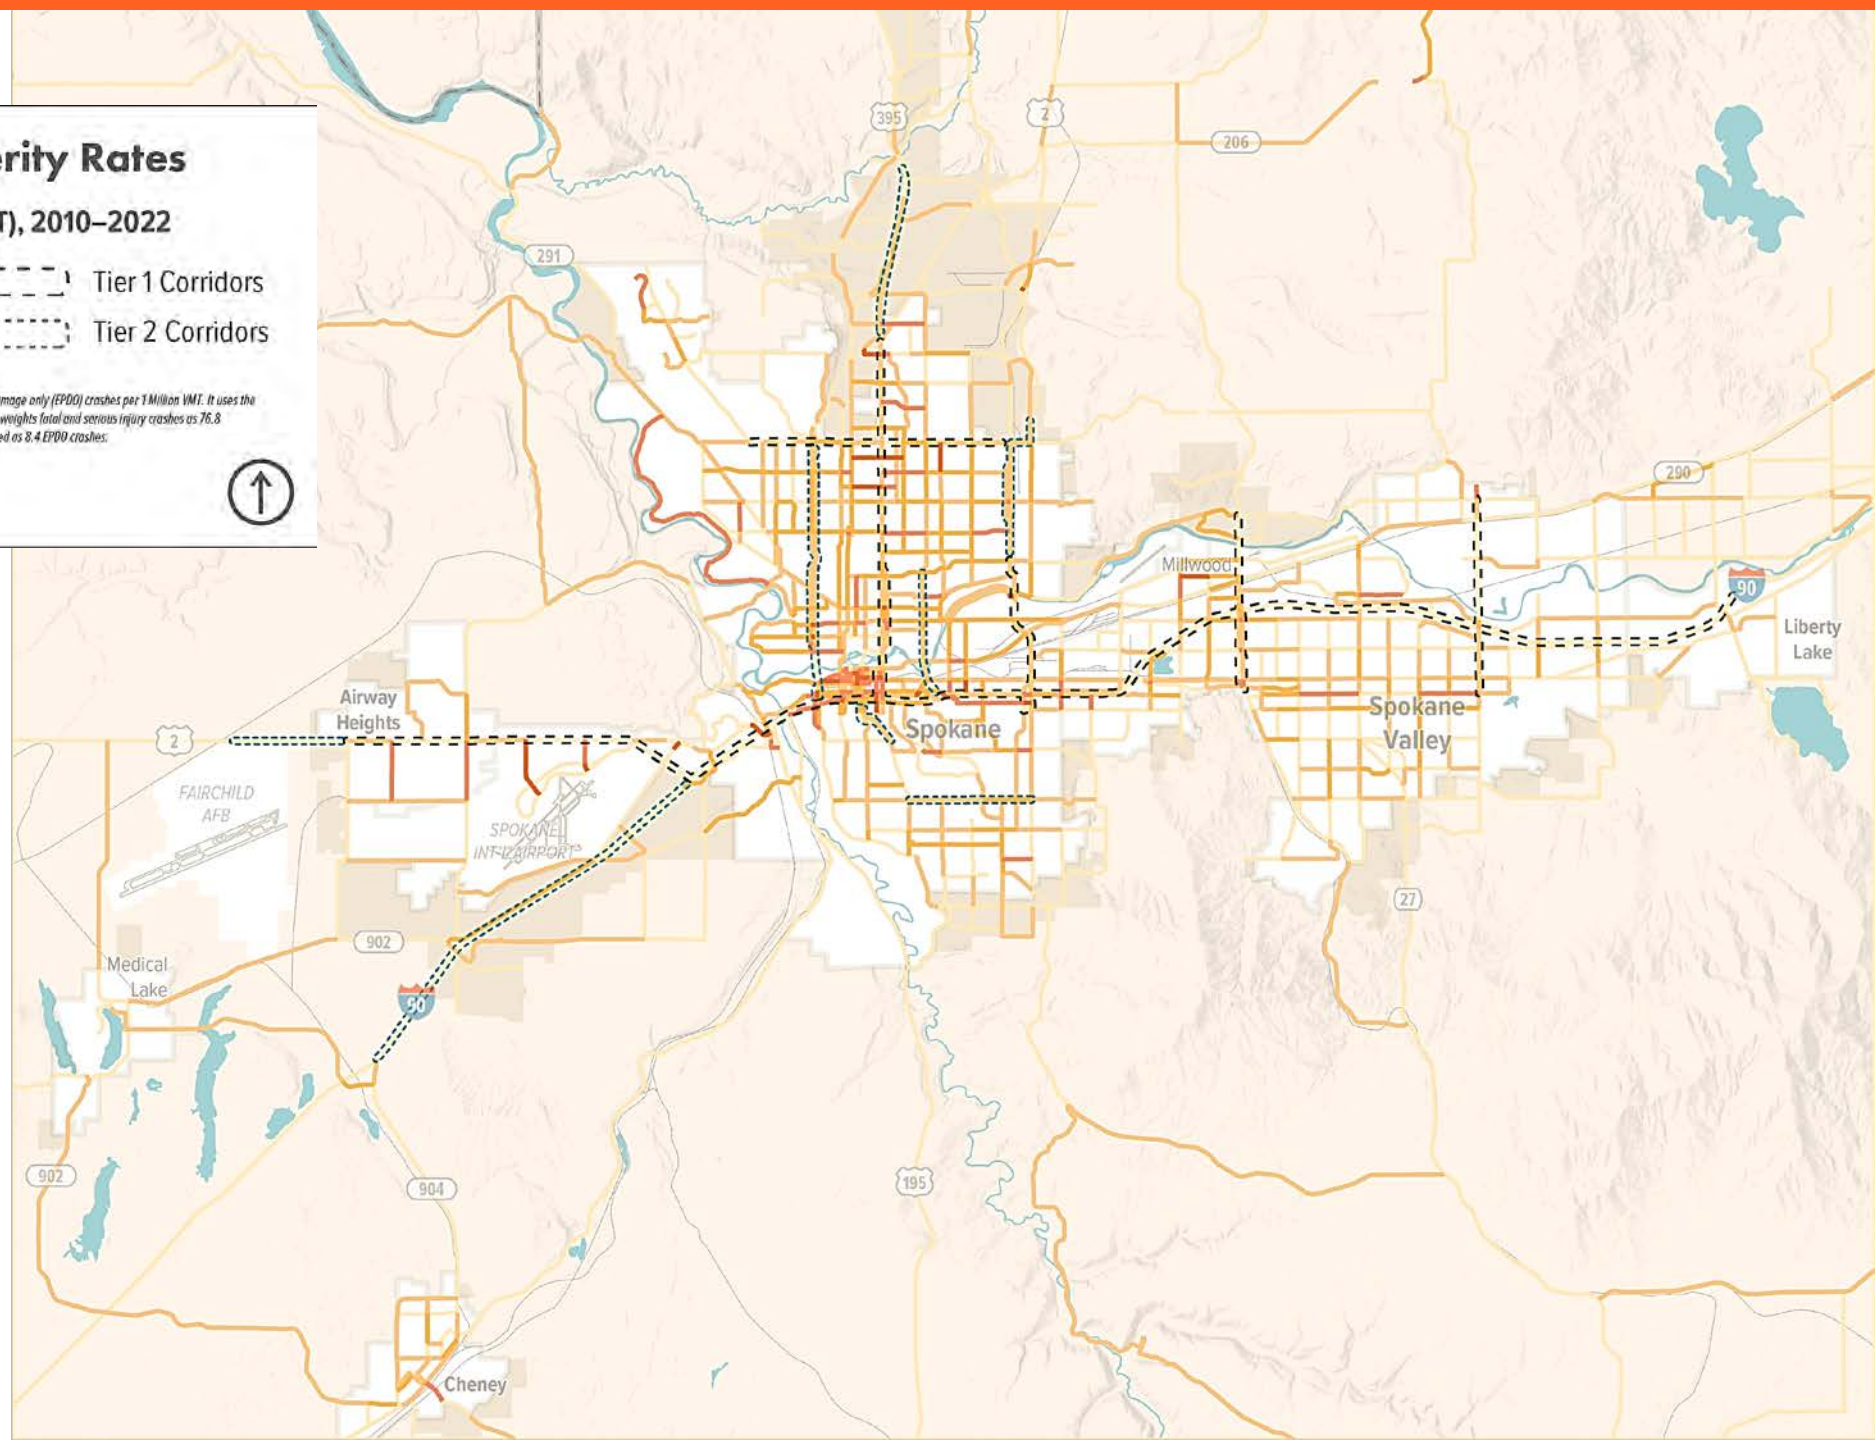 erity Rates
T), 2010–2022
Tier 1 Corridors
Tier 2 Corridors
mage only (EPDO) crashes per 1 Million VMT. It uses the
weights fatal and serious injury crashes as 76.8
ed as 8.4 EPDO crashes.
395
2
206
291
290
Millwood
90
Liberty
Lake
Airway
Heights
2
Spokane
Spokane
Valley
FAIRCHILD
AFB
SPOKANE
INT'L AIRPORT
27
902
Medical
Lake
90
902
904
195
Cheney